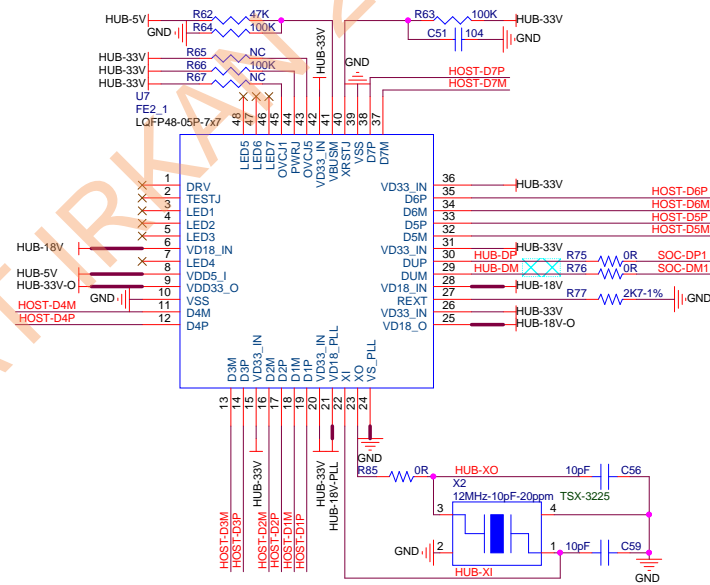 HUB-5V
R62 47K
R64 100K
GND
R63 100K
HUB-33V
C51 104
GND
HUB-33V
R65 NC
HUB-33V
R66 100K
HUB-33V
R67 NC
HUB-33V
GND
HOST-D7P
HOST-D7M
U7
FE2_1
LQFP48-05P-7x7
48 47 46 45 44 43 42 41 40 39 38 37
LED5 LED6 LED7 OVCJ1 PWRJ OVCJ5 VD33_IN VBUSM XRSTJ VSS D7P D7M
1 DRV
2 TESTJ
3 LED1
4 LED2
5 LED3
HUB-18V 6 VD18_IN
7 LED4
HUB-5V 8 VDD5_I
HUB-33V-O 9 VDD33_O
GND 10 VSS
HOST-D4M 11 D4M
HOST-D4P 12 D4P
VD33_IN 36 HUB-33V
D6P 35 HOST-D6P
D6M 34 HOST-D6M
D5P 33 HOST-D5P
D5M 32 HOST-D5M
VD33_IN 31 HUB-33V
DUP 30 HUB-DP R75 0R SOC-DP1
DUM 29 HUB-DM R76 0R SOC-DM1
VD18_IN 28 HUB-18V
REXT 27 R77 2K7-1% GND
VD33_IN 26 HUB-33V
VD18_O 25 HUB-18V-O
D3M D3P VD33_IN D2M D2P D1M D1P VD33_IN VD18_PLL XI XO VS_PLL
13 14 15 16 17 18 19 20 21 22 23 24
HOST-D3M
HOST-D3P
HUB-33V
HOST-D2M
HOST-D2P
HOST-D1M
HOST-D1P
HUB-33V
HUB-18V-PLL
GND
R85 0R
HUB-XO
10pF C56
X2
12MHz-10pF-20ppm TSX-3225
3 4
GND 2 1
10pF C59
HUB-XI
GND